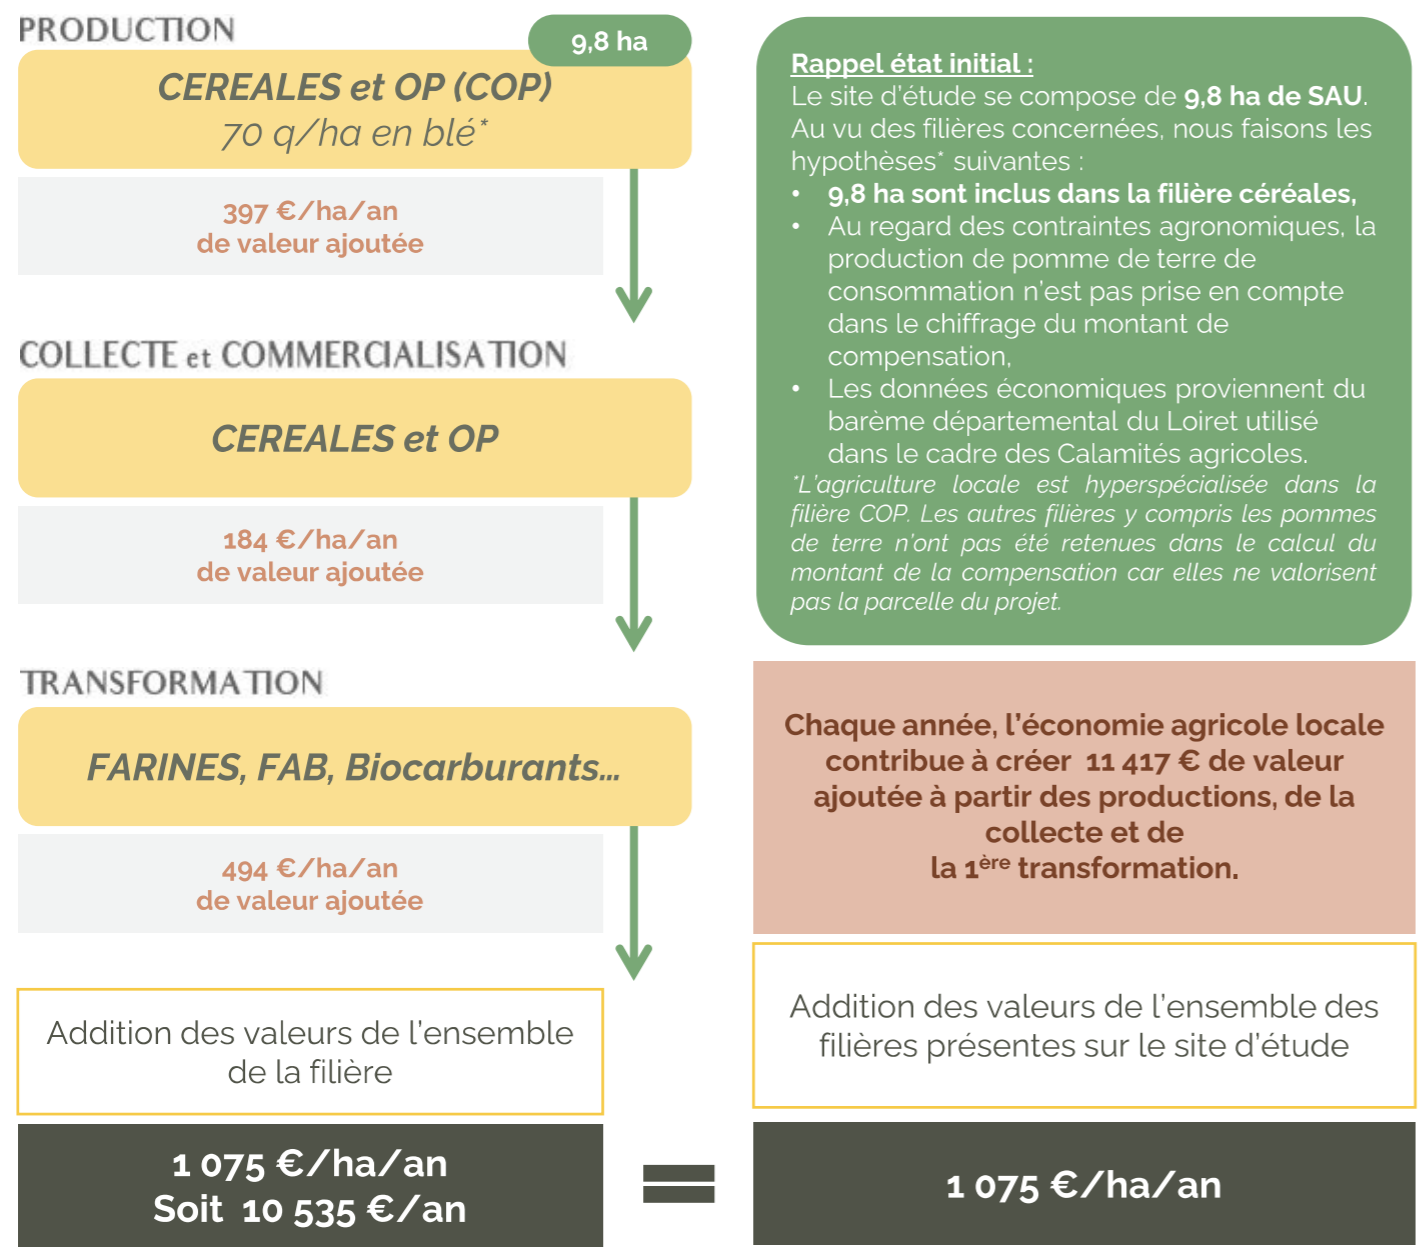 PRODUCTION
9,8 ha
CEREALES et OP (COP)
70 q/ha en blé*
397 €/ha/an
de valeur ajoutée
COLLECTE et COMMERCIALISATION
CEREALES et OP
184 €/ha/an
de valeur ajoutée
TRANSFORMATION
FARINES, FAB, Biocarburants...
494 €/ha/an
de valeur ajoutée
Addition des valeurs de l'ensemble
de la filière
1 075 €/ha/an
Soit 10 535 €/an
=
Rappel état initial :
Le site d'étude se compose de 9,8 ha de SAU.
Au vu des filières concernées, nous faisons les
hypothèses* suivantes :
• 9,8 ha sont inclus dans la filière céréales,
• Au regard des contraintes agronomiques, la
production de pomme de terre de
consommation n'est pas prise en compte
dans le chiffrage du montant de
compensation,
• Les données économiques proviennent du
barème départemental du Loiret utilisé
dans le cadre des Calamités agricoles.
*L'agriculture locale est hyperspécialisée dans la
filière COP. Les autres filières y compris les pommes
de terre n'ont pas été retenues dans le calcul du
montant de la compensation car elles ne valorisent
pas la parcelle du projet.
Chaque année, l'économie agricole locale
contribue à créer 11 417 € de valeur
ajoutée à partir des productions, de la
collecte et de
la 1ère transformation.
Addition des valeurs de l'ensemble des
filières présentes sur le site d'étude
1 075 €/ha/an